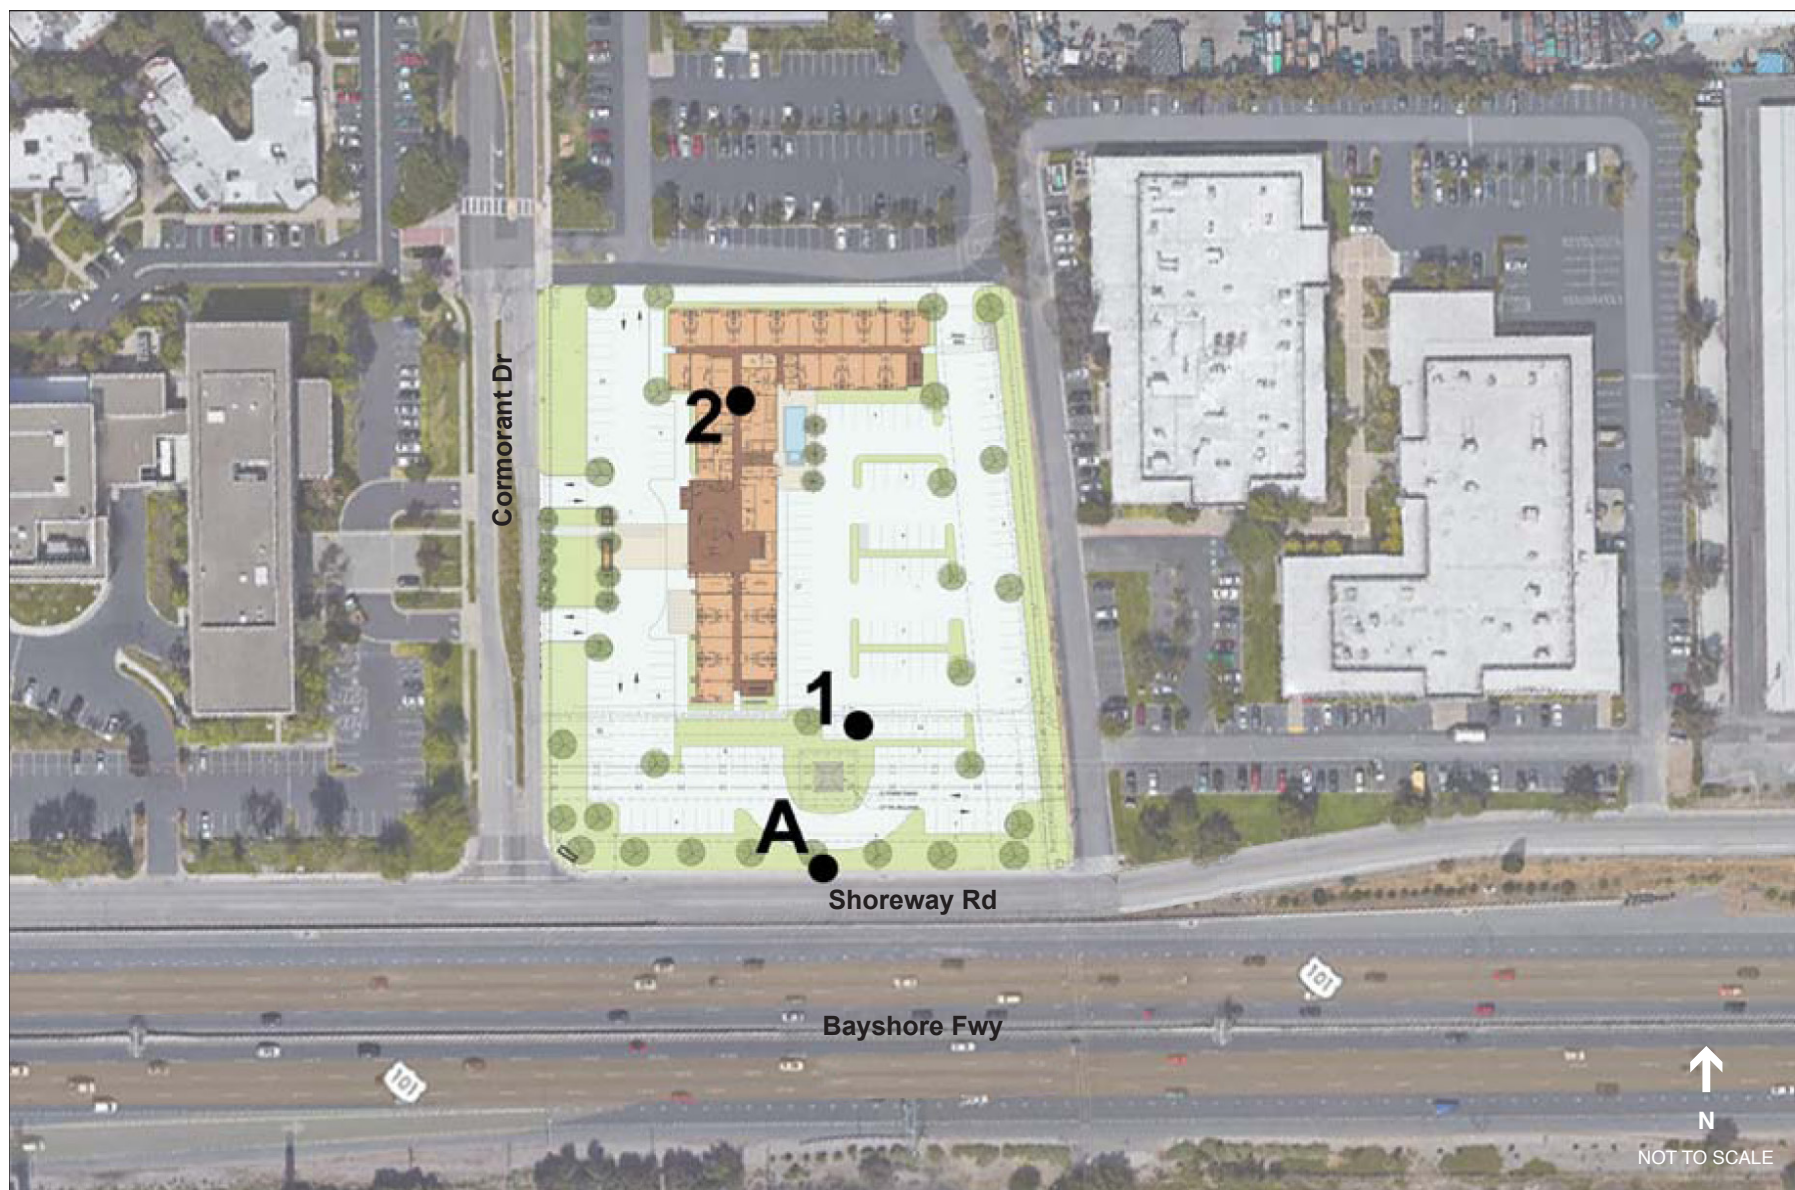 Cormorant Dr
2
1
A
Shoreway Rd
101
Bayshore Fwy
101
N
NOT TO SCALE